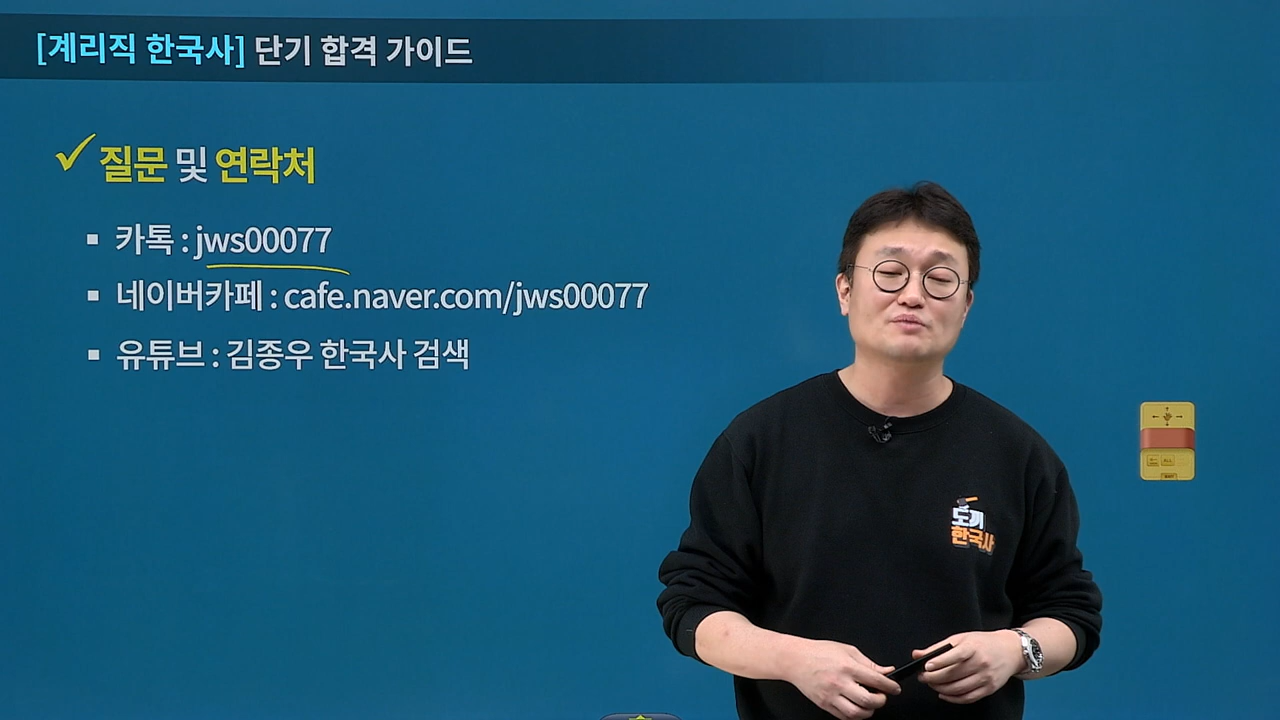 [계리직 한국사] 단기 합격 가이드
질문 및 연락처
카톡 : jws00077
네이버카페 : cafe.naver.com/jws00077
유튜브 : 김종우 한국사 검색
도끼
한국사